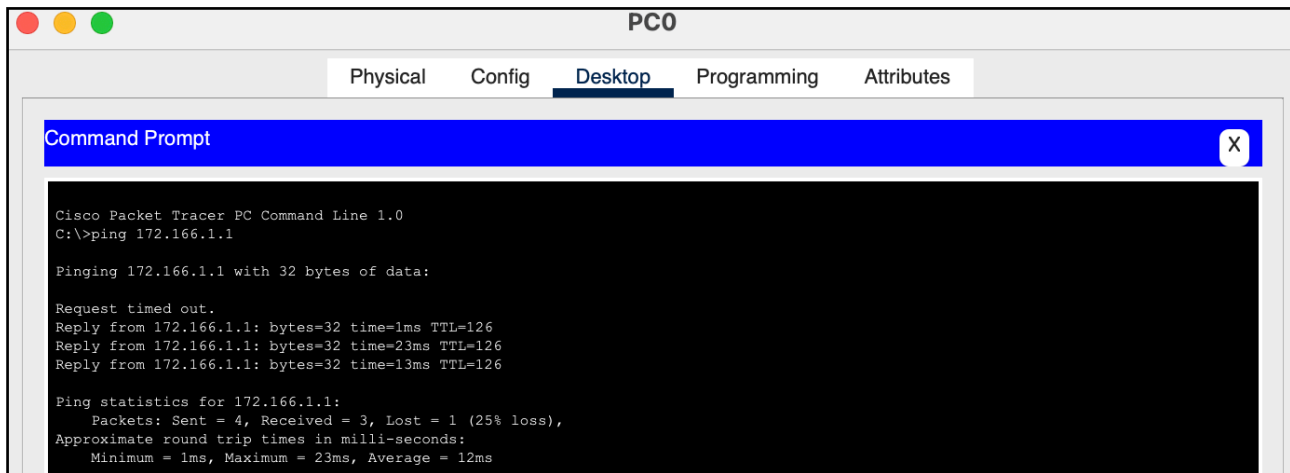 PC0
Physical Config Desktop Programming Attributes
Command Prompt
X
Cisco Packet Tracer PC Command Line 1.0
C:\>ping 172.166.1.1
Pinging 172.166.1.1 with 32 bytes of data:
Request timed out.
Reply from 172.166.1.1: bytes=32 time=1ms TTL=126
Reply from 172.166.1.1: bytes=32 time=23ms TTL=126
Reply from 172.166.1.1: bytes=32 time=13ms TTL=126
Ping statistics for 172.166.1.1:
Packets: Sent = 4, Received = 3, Lost = 1 (25% loss),
Approximate round trip times in milli-seconds:
Minimum = 1ms, Maximum = 23ms, Average = 12ms